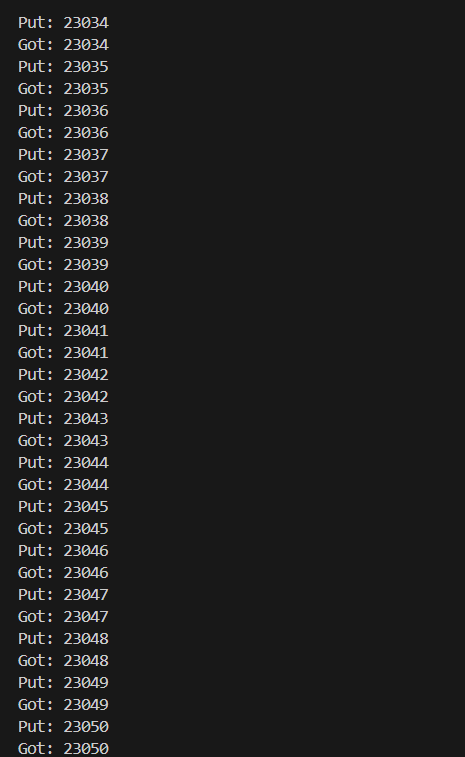 Put: 23034
Got: 23034
Put: 23035
Got: 23035
Put: 23036
Got: 23036
Put: 23037
Got: 23037
Put: 23038
Got: 23038
Put: 23039
Got: 23039
Put: 23040
Got: 23040
Put: 23041
Got: 23041
Put: 23042
Got: 23042
Put: 23043
Got: 23043
Put: 23044
Got: 23044
Put: 23045
Got: 23045
Put: 23046
Got: 23046
Put: 23047
Got: 23047
Put: 23048
Got: 23048
Put: 23049
Got: 23049
Put: 23050
Got: 23050